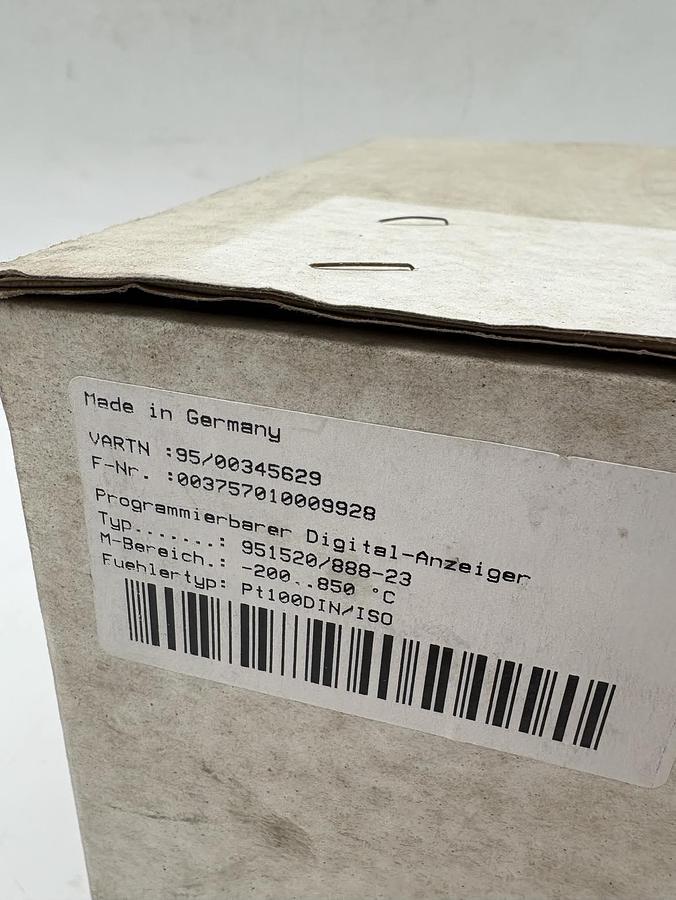 Made in Germany
VARTN :95/00345629
F-Nr. :003757010009928
Programmierbarer Digital-Anzeiger
Typ.......: 951520/888-23
M-Bereich.: -200..850 °C
Fuehlertyp: Pt100DIN/ISO